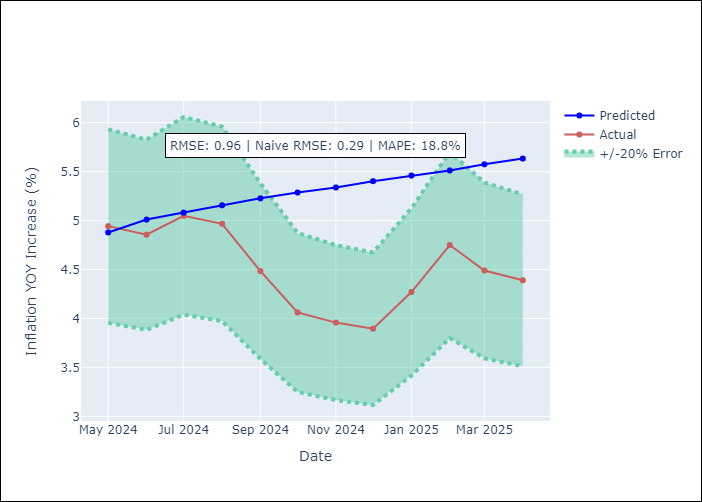 RMSE: 0.96 | Naive RMSE: 0.29 | MAPE: 18.8%
Predicted
Actual
+/-20% Error
Inflation YOY Increase (%)
6
5.5
5
4.5
4
3.5
3
May 2024 Jul 2024 Sep 2024 Nov 2024 Jan 2025 Mar 2025
Date